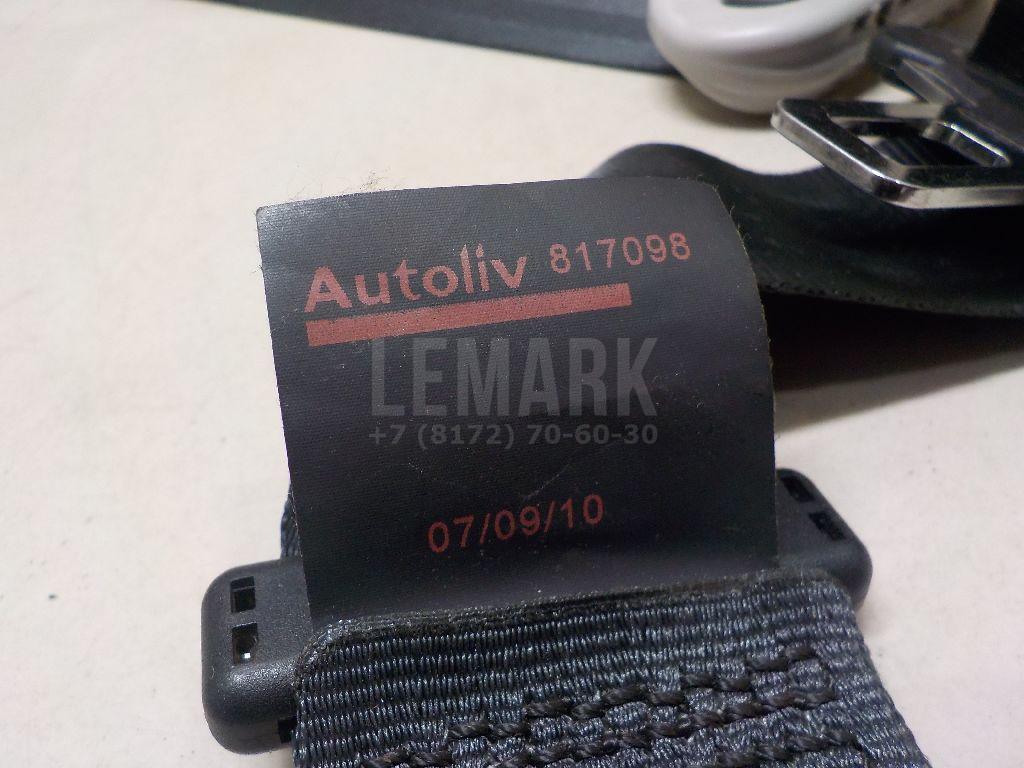 Autoliv 817098
LEMARK
+7 (8172) 70-60-30
07/09/10